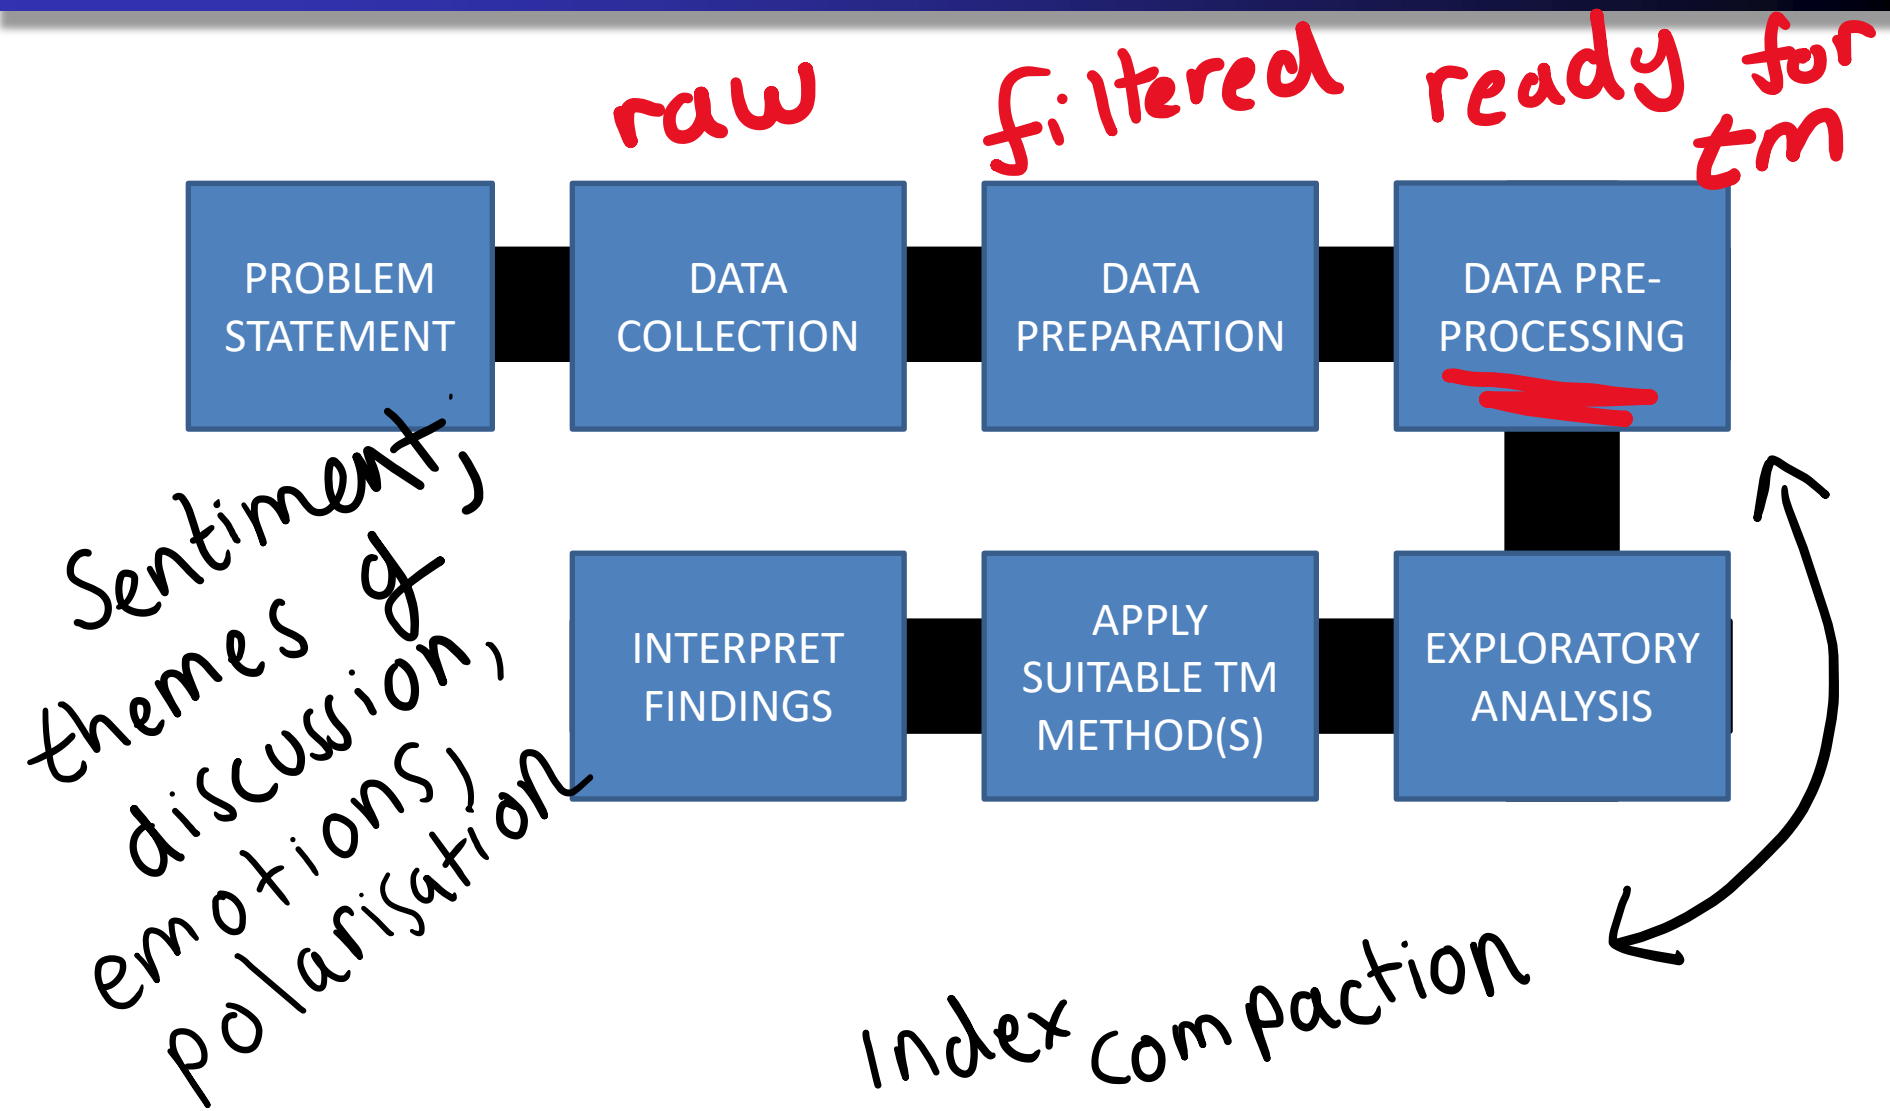 raw
filtered
ready for
tm
PROBLEM
STATEMENT
DATA
COLLECTION
DATA
PREPARATION
DATA PRE-
PROCESSING
Sentiment,
themes of
discussion,
emotions,
polarisation
INTERPRET
FINDINGS
APPLY
SUITABLE TM
METHOD(S)
EXPLORATORY
ANALYSIS
Index compaction